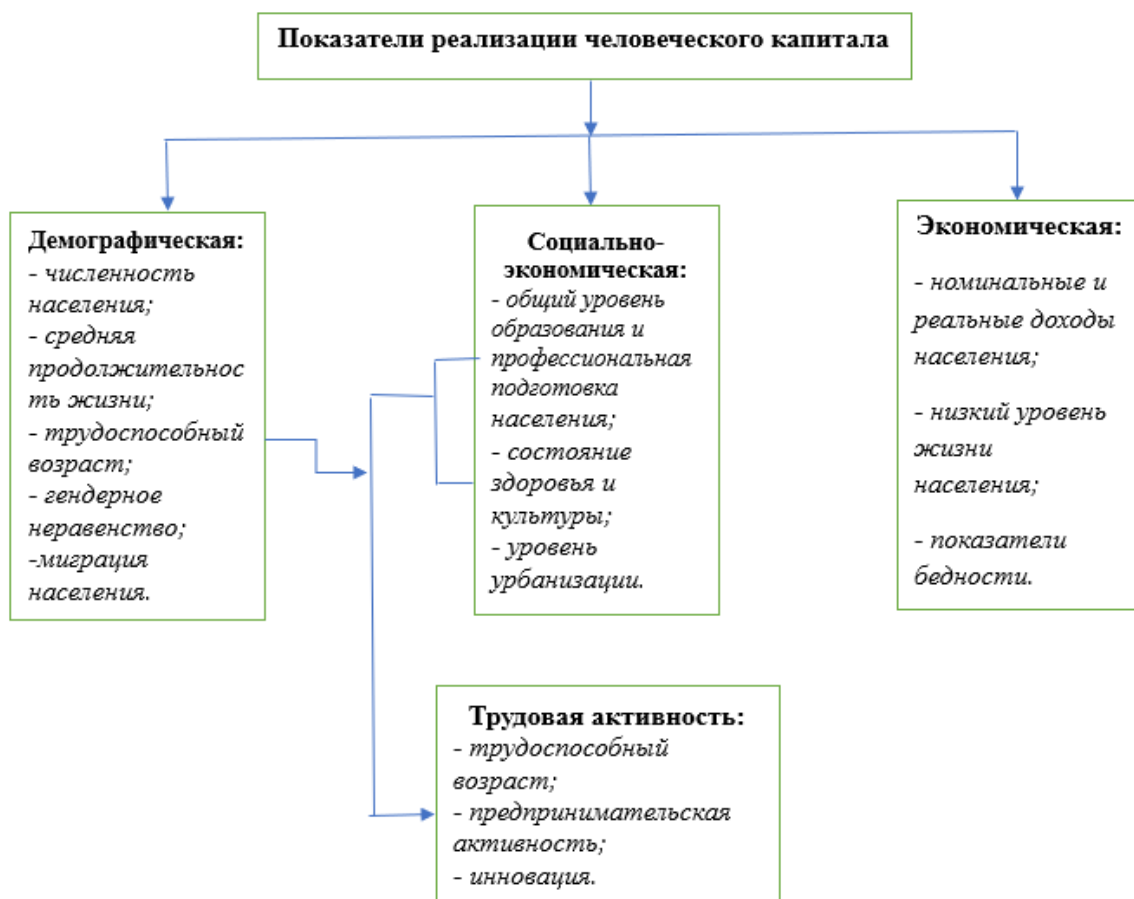 Показатели реализации человеческого капитала
Демографическая:
- численность
населения;
- средняя
продолжительнос
ть жизни;
- трудоспособный
возраст;
- гендерное
неравенство;
-миграция
населения.
Социально-
экономическая:
- общий уровень
образования и
профессиональная
подготовка
населения;
- состояние
здоровья и
культуры;
- уровень
урбанизации.
Экономическая:
- номинальные и
реальные доходы
населения;
- низкий уровень
жизни
населения;
- показатели
бедности.
Трудовая активность:
- трудоспособный
возраст;
- предпринимательская
активность;
- инновация.